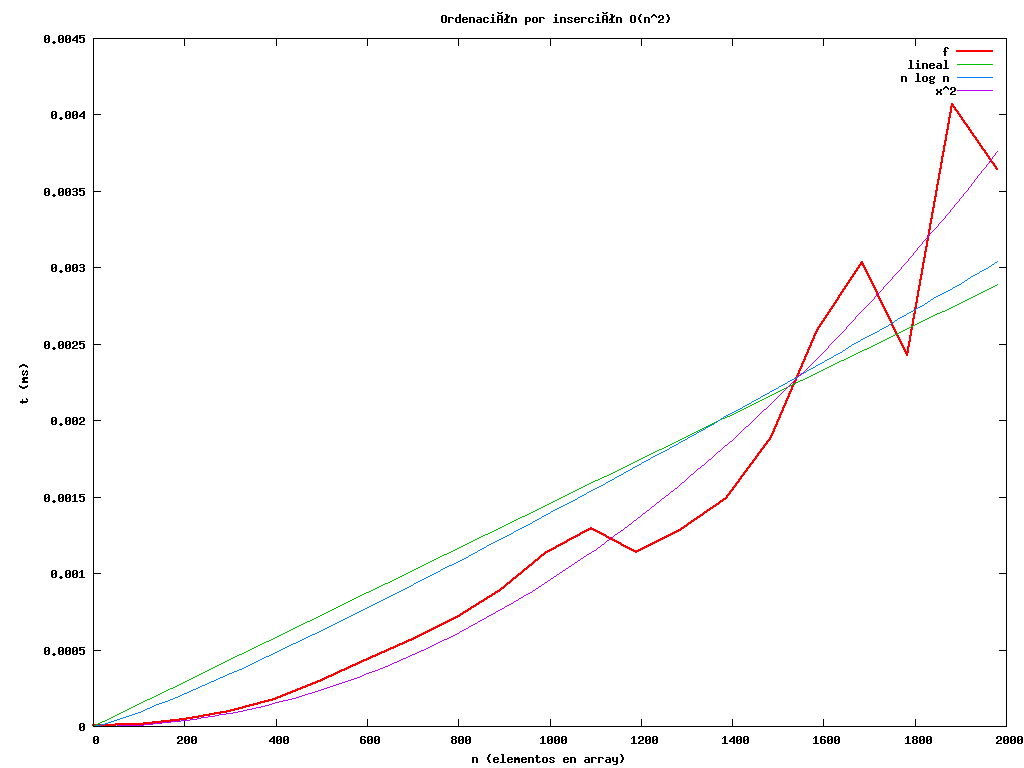 Ordenaciÿn por inserciÿn O(n^2)
0.0045
0.004
0.0035
0.003
0.0025
0.002
0.0015
0.001
0.0005
0
f
lineal
n log n
x^2
t (ms)
0 200 400 600 800 1000 1200 1400 1600 1800 2000
n (elementos en array)